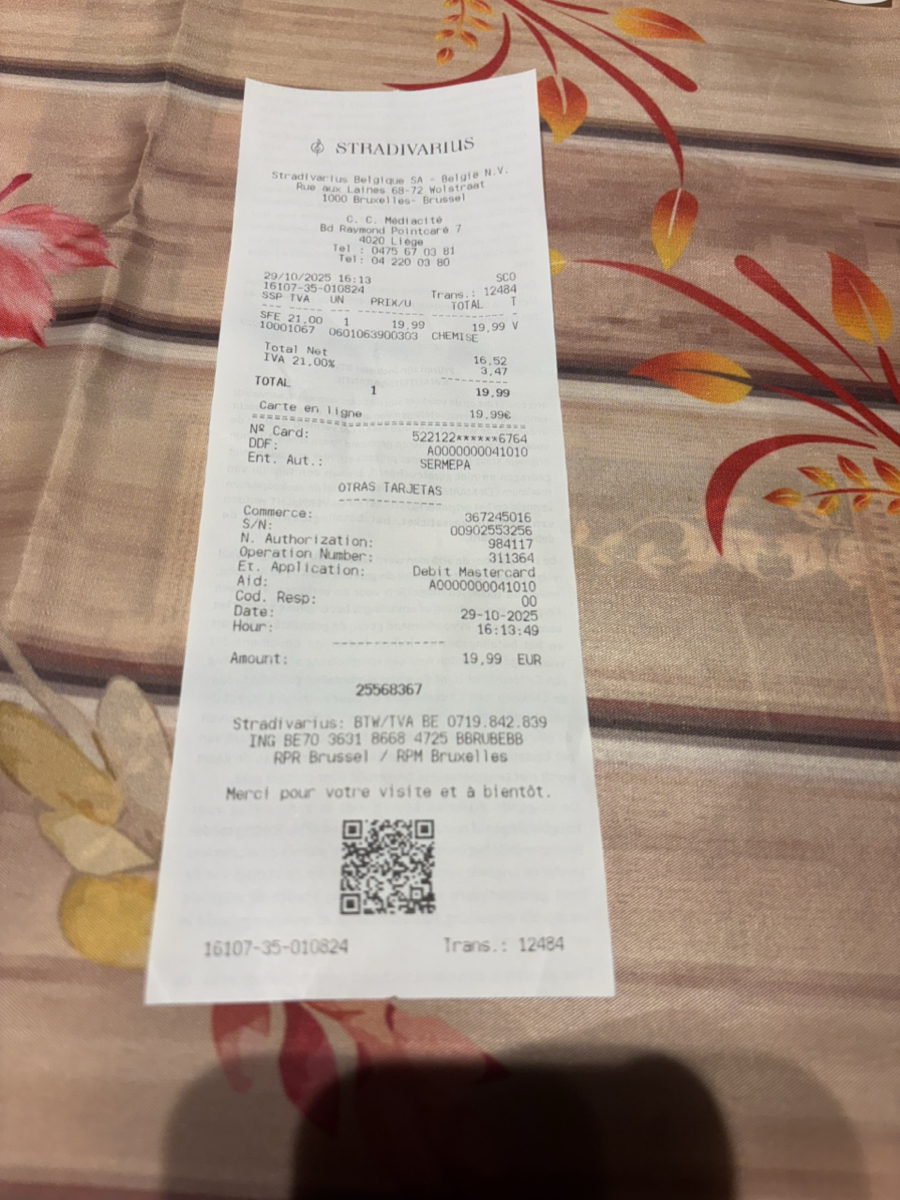 STRADIVARIUS
Stradivarius Belgique SA - België N.V.
Rue aux Laines 68-72 Wolstraat
1000 Bruxelles- Brussel
C. C. Médiacité
Bd Raymond Pointcaré 7
4020 Liège
Tel : 0475 67 03 81
Tel: 04 220 03 80
29/10/2025 16:13 SCO
16107-35-010824 Trans.: 12484
SSP TVA UN PRIX/U TOTAL T
SFE 21,00 1 19,99 19,99 V
10001067 0601063900303 CHEMISE
Total Net 16,52
IVA 21,00% 3,47
TOTAL 1 19,99
Carte en ligne 19,99€
Nº Card: 522122******6764
DDF: A0000000041010
Ent. Aut.: SERMEPA
OTRAS TARJETAS
Commerce: 367245016
S/N: 00902553256
N. Authorization: 984117
Operation Number: 311364
Et. Application: Debit Mastercard
Aid: A0000000041010
Cod. Resp: 00
Date: 29-10-2025
Hour: 16:13:49
Amount: 19,99 EUR
25568367
Stradivarius: BTW/TVA BE 0719.842.839
ING BE70 3631 8668 4725 BBRUBEBB
RPR Brussel / RPM Bruxelles
Merci pour votre visite et à bientôt.
16107-35-010824 Trans.: 12484